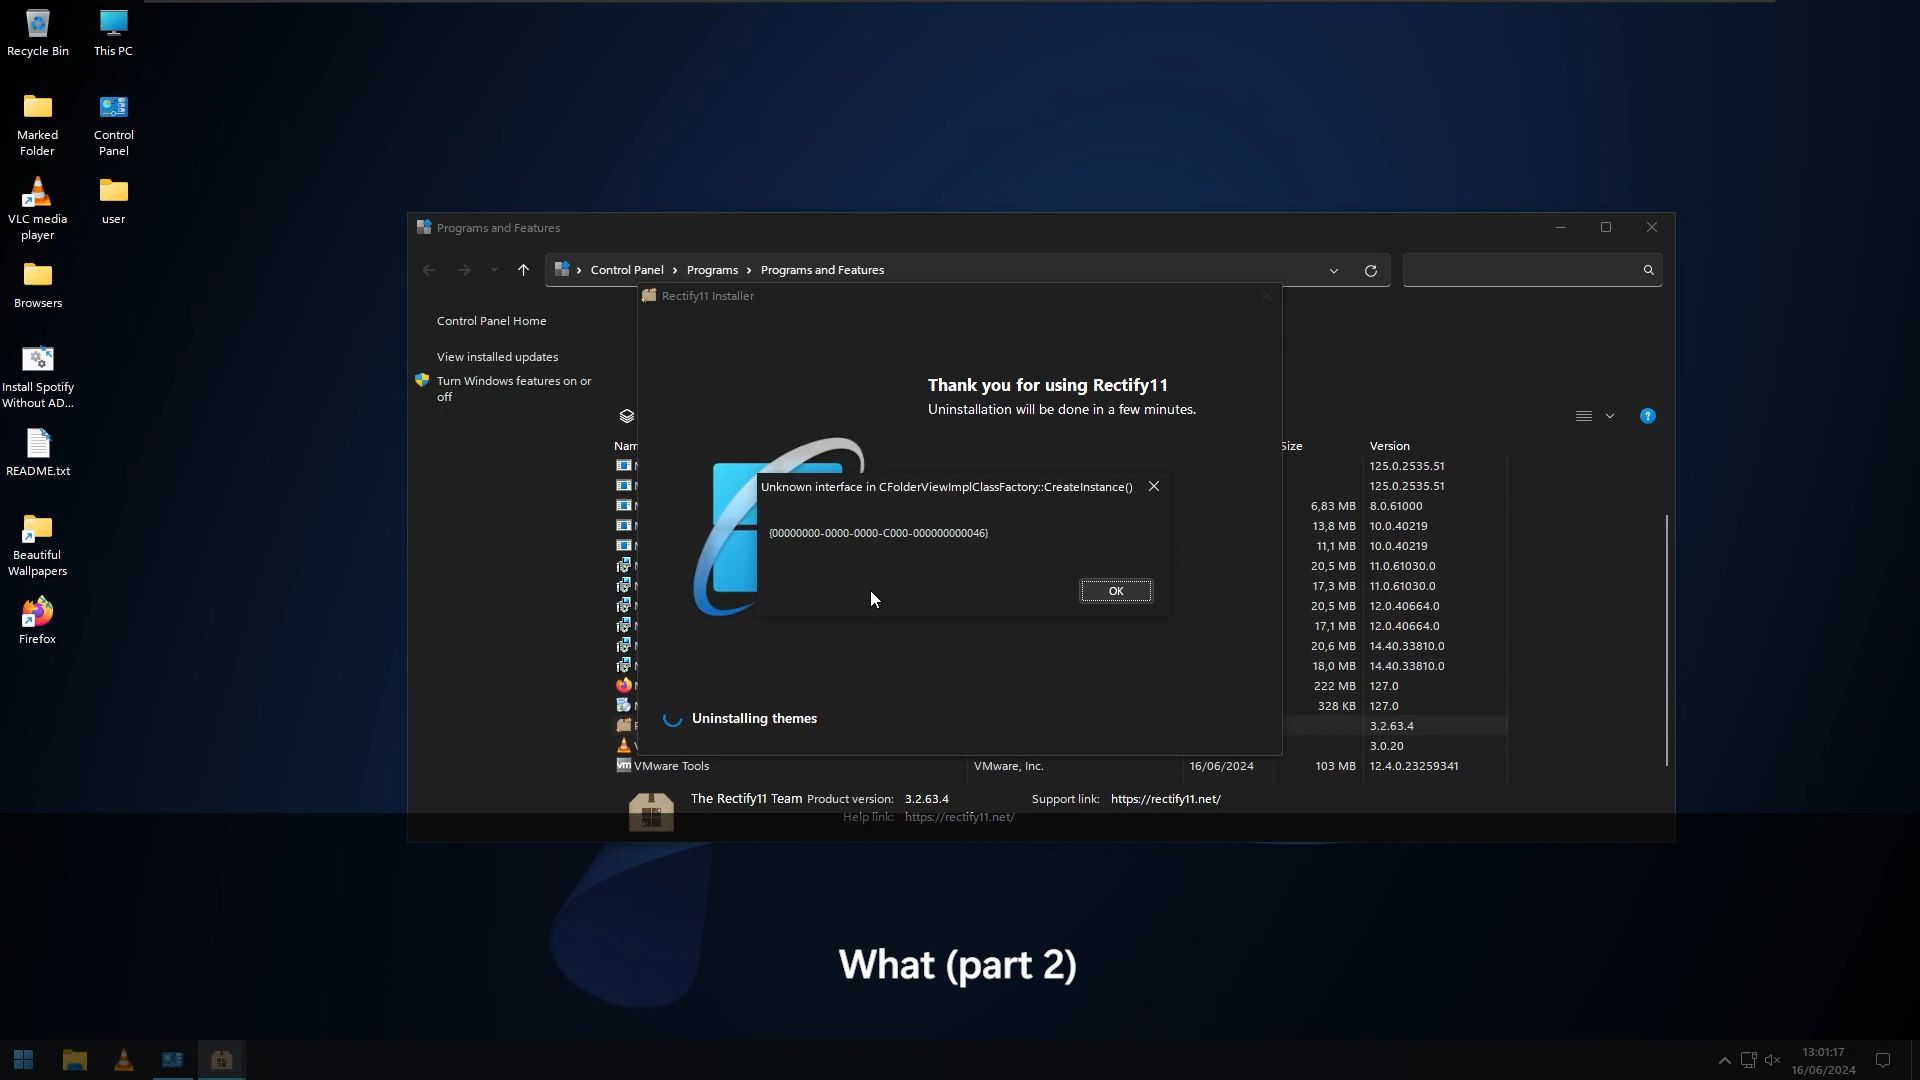 Recycle Bin
This PC
Marked
Folder
Control
Panel
VLC media
player
user
Browsers
Install Spotify
Without AD...
README.txt
Beautiful
Wallpapers
Firefox
Programs and Features
Control Panel
Programs
Programs and Features
Control Panel Home
View installed updates
Turn Windows features on or
off
Rectify11 Installer
Thank you for using Rectify11
Uninstallation will be done in a few minutes.
Unknown interface in CFolderViewImplClassFactory::CreateInstance()
{00000000-0000-0000-C000-000000000046}
OK
Uninstalling themes
Size Version
125.0.2535.51
125.0.2535.51
6,83 MB 8.0.61000
13,8 MB 10.0.40219
11,1 MB 10.0.40219
20,5 MB 11.0.61030.0
17,3 MB 11.0.61030.0
20,5 MB 12.0.40664.0
17,1 MB 12.0.40664.0
20,6 MB 14.40.33810.0
18,0 MB 14.40.33810.0
222 MB 127.0
328 KB 127.0
3.2.63.4
3.0.20
VMware Tools VMware, Inc. 16/06/2024 103 MB 12.4.0.23259341
The Rectify11 Team Product version: 3.2.63.4 Support link: https://rectify11.net/
Help link: https://rectify11.net/
What (part 2)
13:01:17
16/06/2024